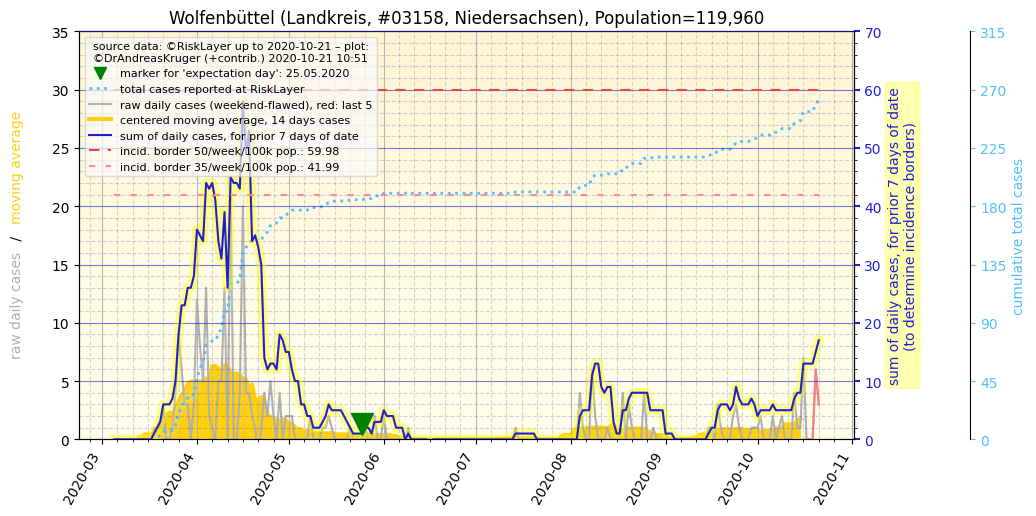 Wolfenbüttel (Landkreis, #03158, Niedersachsen), Population=119,960
source data: ©RiskLayer up to 2020-10-21 – plot:
©DrAndreasKruger (+contrib.) 2020-10-21 10:51
marker for 'expectation day': 25.05.2020
total cases reported at RiskLayer
raw daily cases (weekend-flawed), red: last 5
centered moving average, 14 days cases
sum of daily cases, for prior 7 days of date
incid. border 50/week/100k pop.: 59.98
incid. border 35/week/100k pop.: 41.99
raw daily cases / moving average
35
30
25
20
15
10
5
0
70
60
50
40
30
20
10
0
sum of daily cases, for prior 7 days of date
(to determine incidence borders)
315
270
225
180
135
90
45
0
cumulative total cases
2020-03
2020-04
2020-05
2020-06
2020-07
2020-08
2020-09
2020-10
2020-11